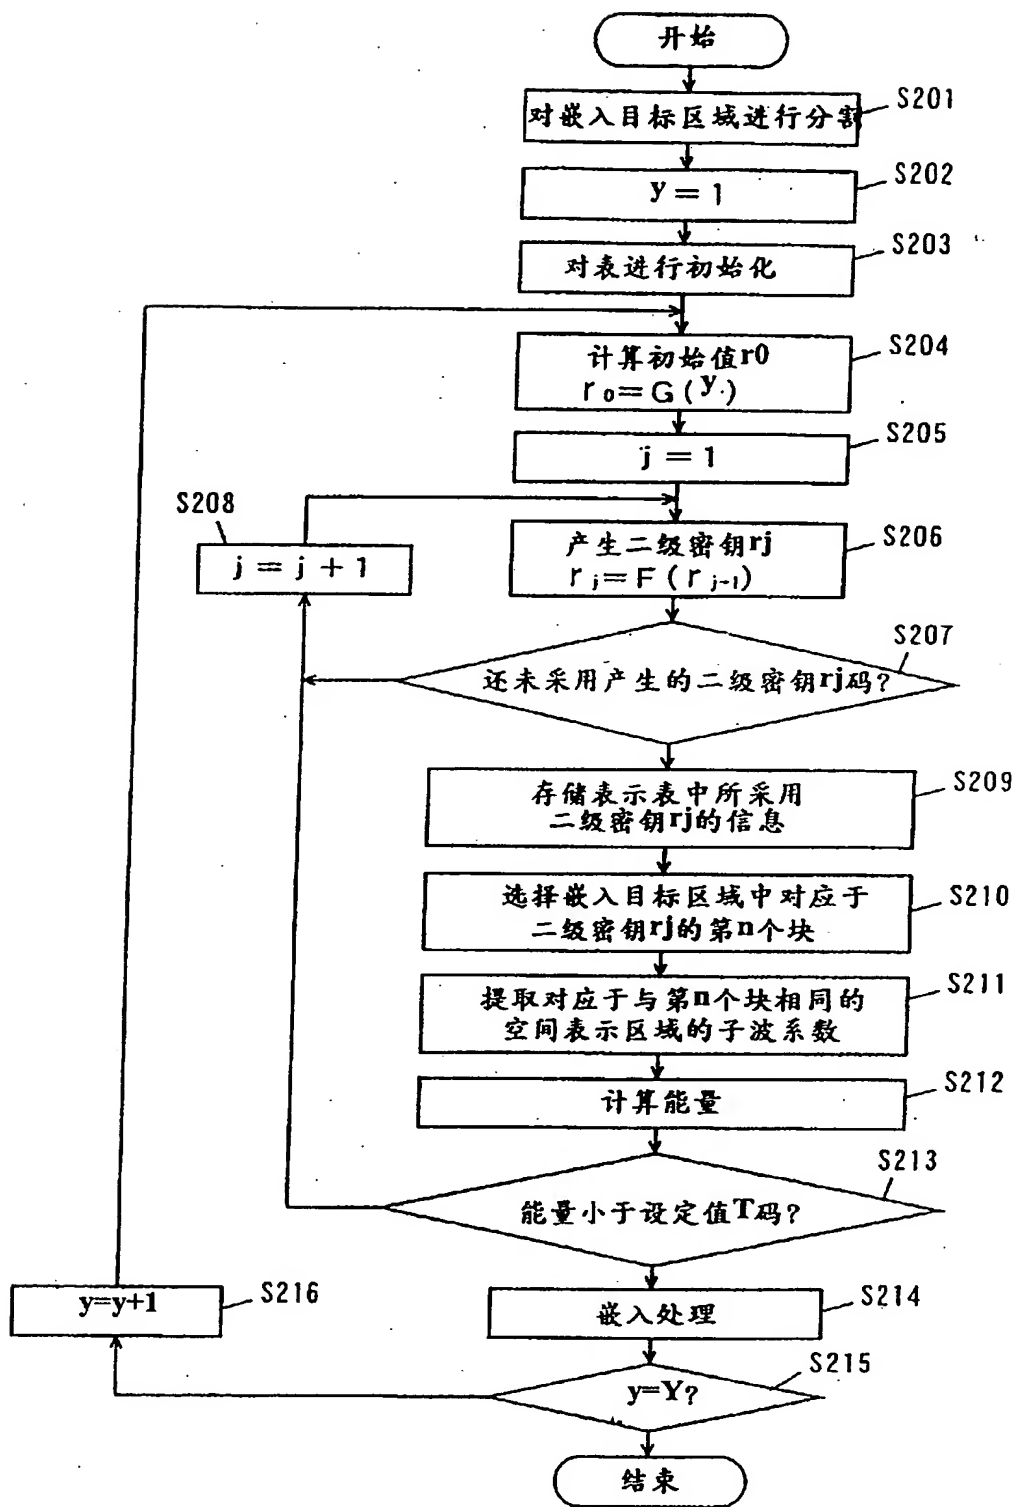 开始
S201
对嵌入目标区域进行分割
S202
y = 1
S203
对表进行初始化
S204
计算初始值r0
r0=G(y)
S205
j = 1
S208
j = j + 1
S206
产生二级密钥rj
rj=F(rj-1)
S207
还未采用产生的二级密钥rj码?
S209
存储表示表中所采用
二级密钥rj的信息
S210
选择嵌入目标区域中对应于
二级密钥rj的第n个块
S211
提取对应于与第n个块相同的
空间表示区域的子波系数
S212
计算能量
S213
能量小于设定值T码?
S216
y=y+1
S214
嵌入处理
S215
y=Y?
结束